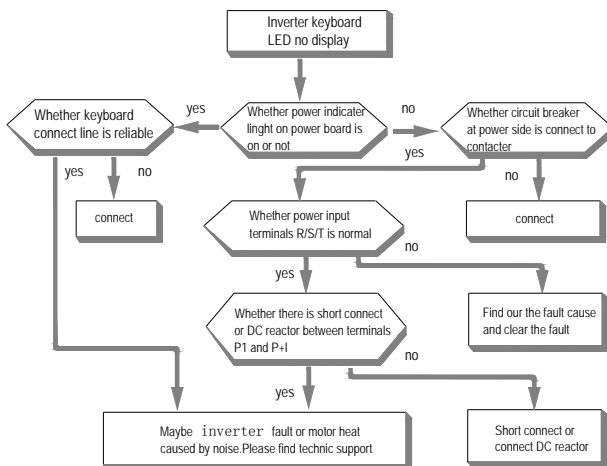 Inverter keyboard
LED no display
yes
no
Whether keyboard
connect line is reliable
Whether power indicater
linght on power board is
on or not
Whether circuit breaker
at power side is connect to
contacter
yes
no
yes
no
connect
Whether power input
terminals R/S/T is normal
connect
yes
no
Whether there is short connect
or DC reactor between terminals
P1 and P+I
Find our the fault cause
and clear the fault
no
yes
Maybe inverter fault or motor heat
caused by noise.Please find technic support
Short connect or
connect DC reactor